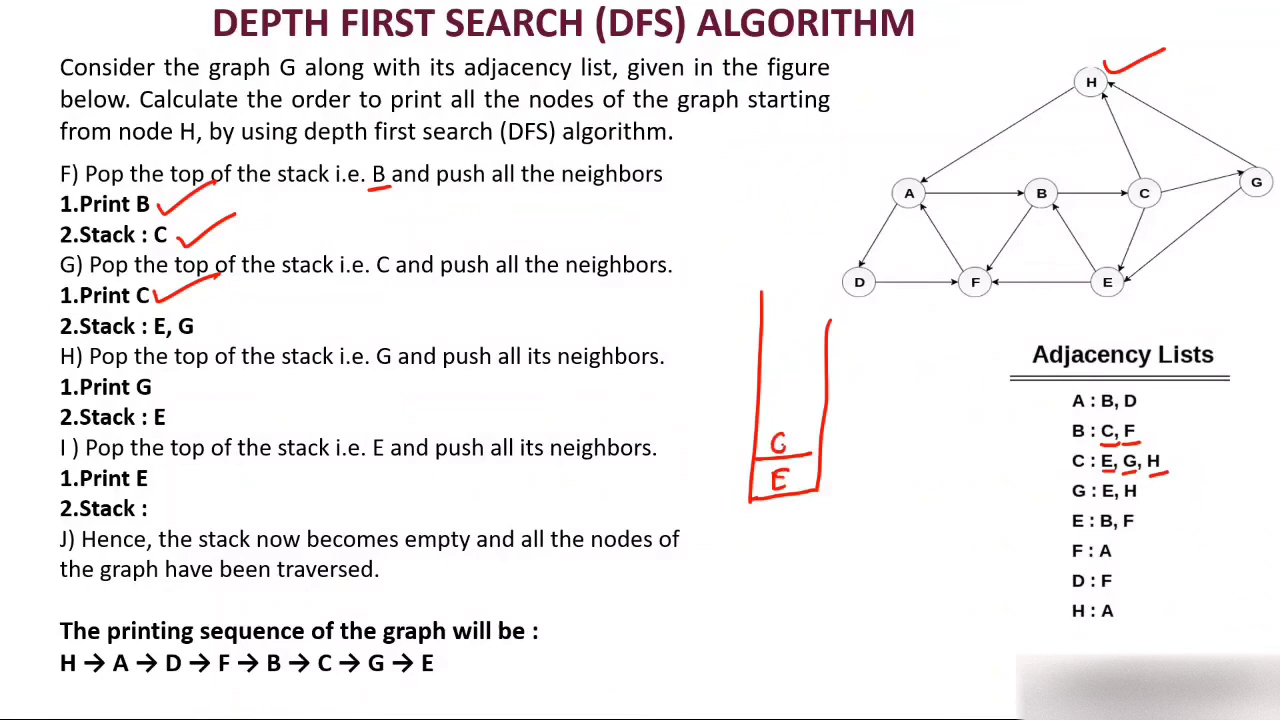 DEPTH FIRST SEARCH (DFS) ALGORITHM
Consider the graph G along with its adjacency list, given in the figure
below. Calculate the order to print all the nodes of the graph starting
from node H, by using depth first search (DFS) algorithm.
F) Pop the top of the stack i.e. B and push all the neighbors
1.Print B
2.Stack : C
G) Pop the top of the stack i.e. C and push all the neighbors.
1.Print C
2.Stack : E, G
H) Pop the top of the stack i.e. G and push all its neighbors.
1.Print G
2.Stack : E
I ) Pop the top of the stack i.e. E and push all its neighbors.
1.Print E
2.Stack :
J) Hence, the stack now becomes empty and all the nodes of
the graph have been traversed.
The printing sequence of the graph will be :
H → A → D → F → B → C → G → E
H
A B C G
D F E
G
E
Adjacency Lists
A : B, D
B : C, F
C : E, G, H
G : E, H
E : B, F
F : A
D : F
H : A